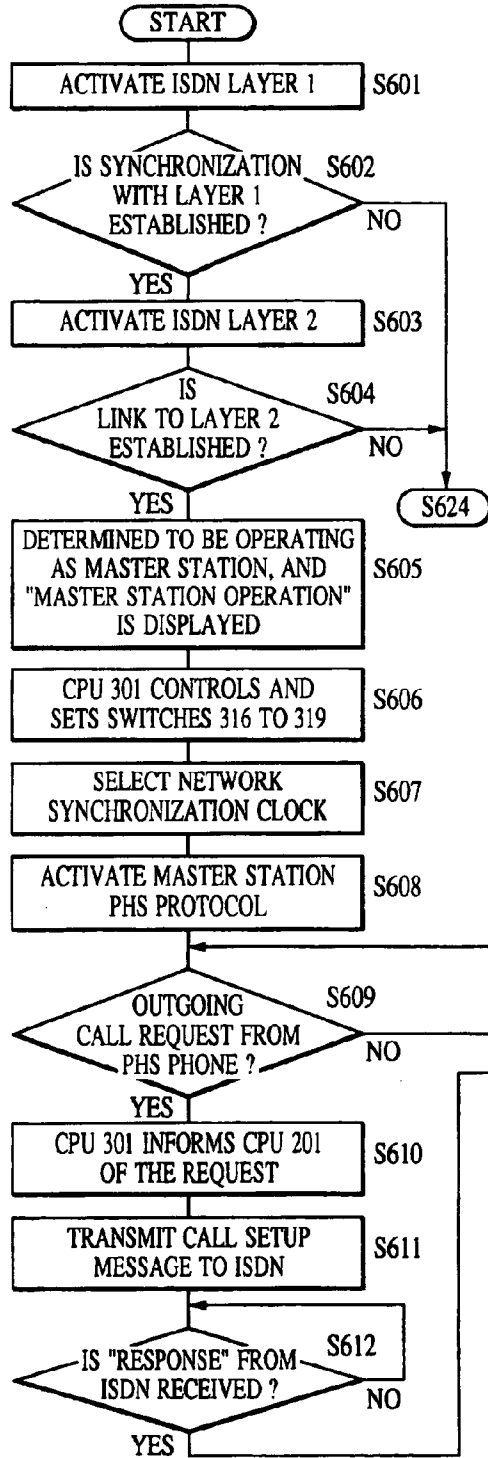 START
ACTIVATE ISDN LAYER 1
S601
IS SYNCHRONIZATION
WITH LAYER 1
ESTABLISHED ?
S602
NO
YES
ACTIVATE ISDN LAYER 2
S603
IS
LINK TO LAYER 2
ESTABLISHED ?
S604
NO
YES
S624
DETERMINED TO BE OPERATING
AS MASTER STATION, AND
"MASTER STATION OPERATION"
IS DISPLAYED
S605
CPU 301 CONTROLS AND
SETS SWITCHES 316 TO 319
S606
SELECT NETWORK
SYNCHRONIZATION CLOCK
S607
ACTIVATE MASTER STATION
PHS PROTOCOL
S608
OUTGOING
CALL REQUEST FROM
PHS PHONE ?
S609
NO
YES
CPU 301 INFORMS CPU 201
OF THE REQUEST
S610
TRANSMIT CALL SETUP
MESSAGE TO ISDN
S611
IS "RESPONSE" FROM
ISDN RECEIVED ?
S612
NO
YES